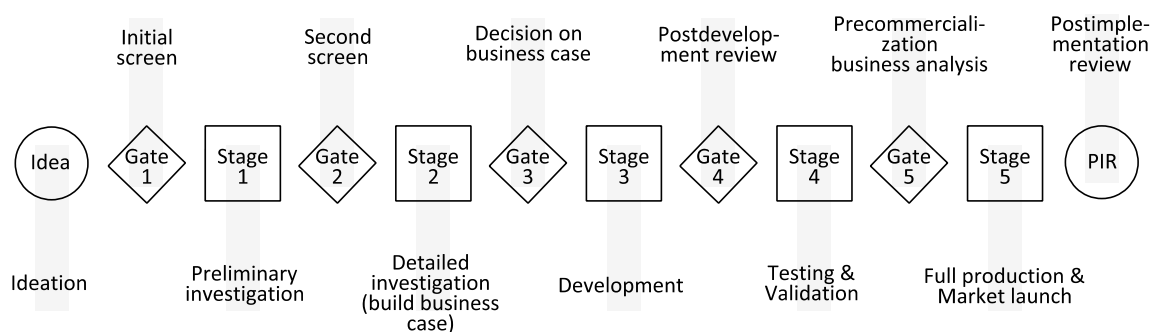 Initial
screen
Second
screen
Decision on
business case
Postdevelop-
ment review
Precommerciali-
zation
business analysis
Postimple-
mentation
review
Idea
Gate
1
Stage
1
Gate
2
Stage
2
Gate
3
Stage
3
Gate
4
Stage
4
Gate
5
Stage
5
PIR
Ideation
Preliminary
investigation
Detailed
investigation
(build business
case)
Development
Testing &
Validation
Full production &
Market launch